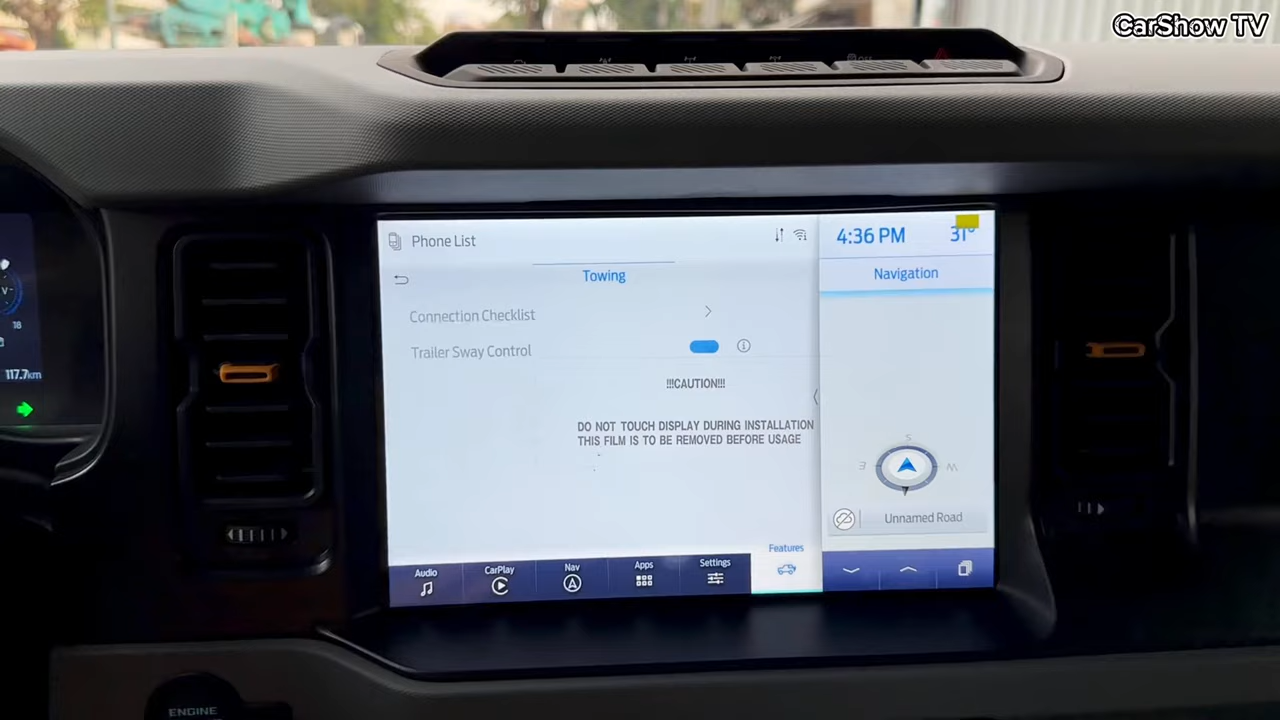 CarShow TV
OFF
Phone List
4:36 PM
31°
Towing
Navigation
Connection Checklist
Trailer Sway Control
!!!CAUTION!!!
DO NOT TOUCH DISPLAY DURING INSTALLATION
THIS FILM IS TO BE REMOVED BEFORE USAGE
V
18
117.7km
S
E
W
Unnamed Road
Audio
CarPlay
Nav
Apps
Settings
Features
ENGINE